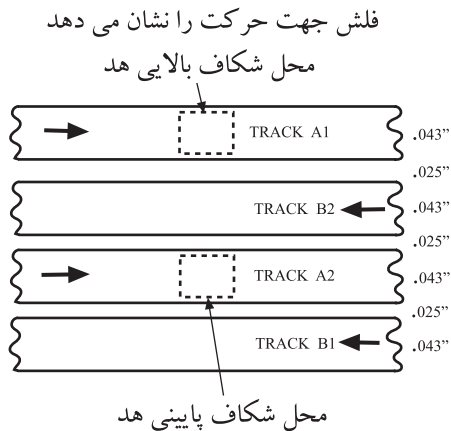 فلش جهت حرکت را نشان می دهد
محل شکاف بالایی هد
TRACK A1
.043”
.025”
TRACK B2
.043”
.025”
TRACK A2
.043”
.025”
TRACK B1
.043”
محل شکاف پایینی هد